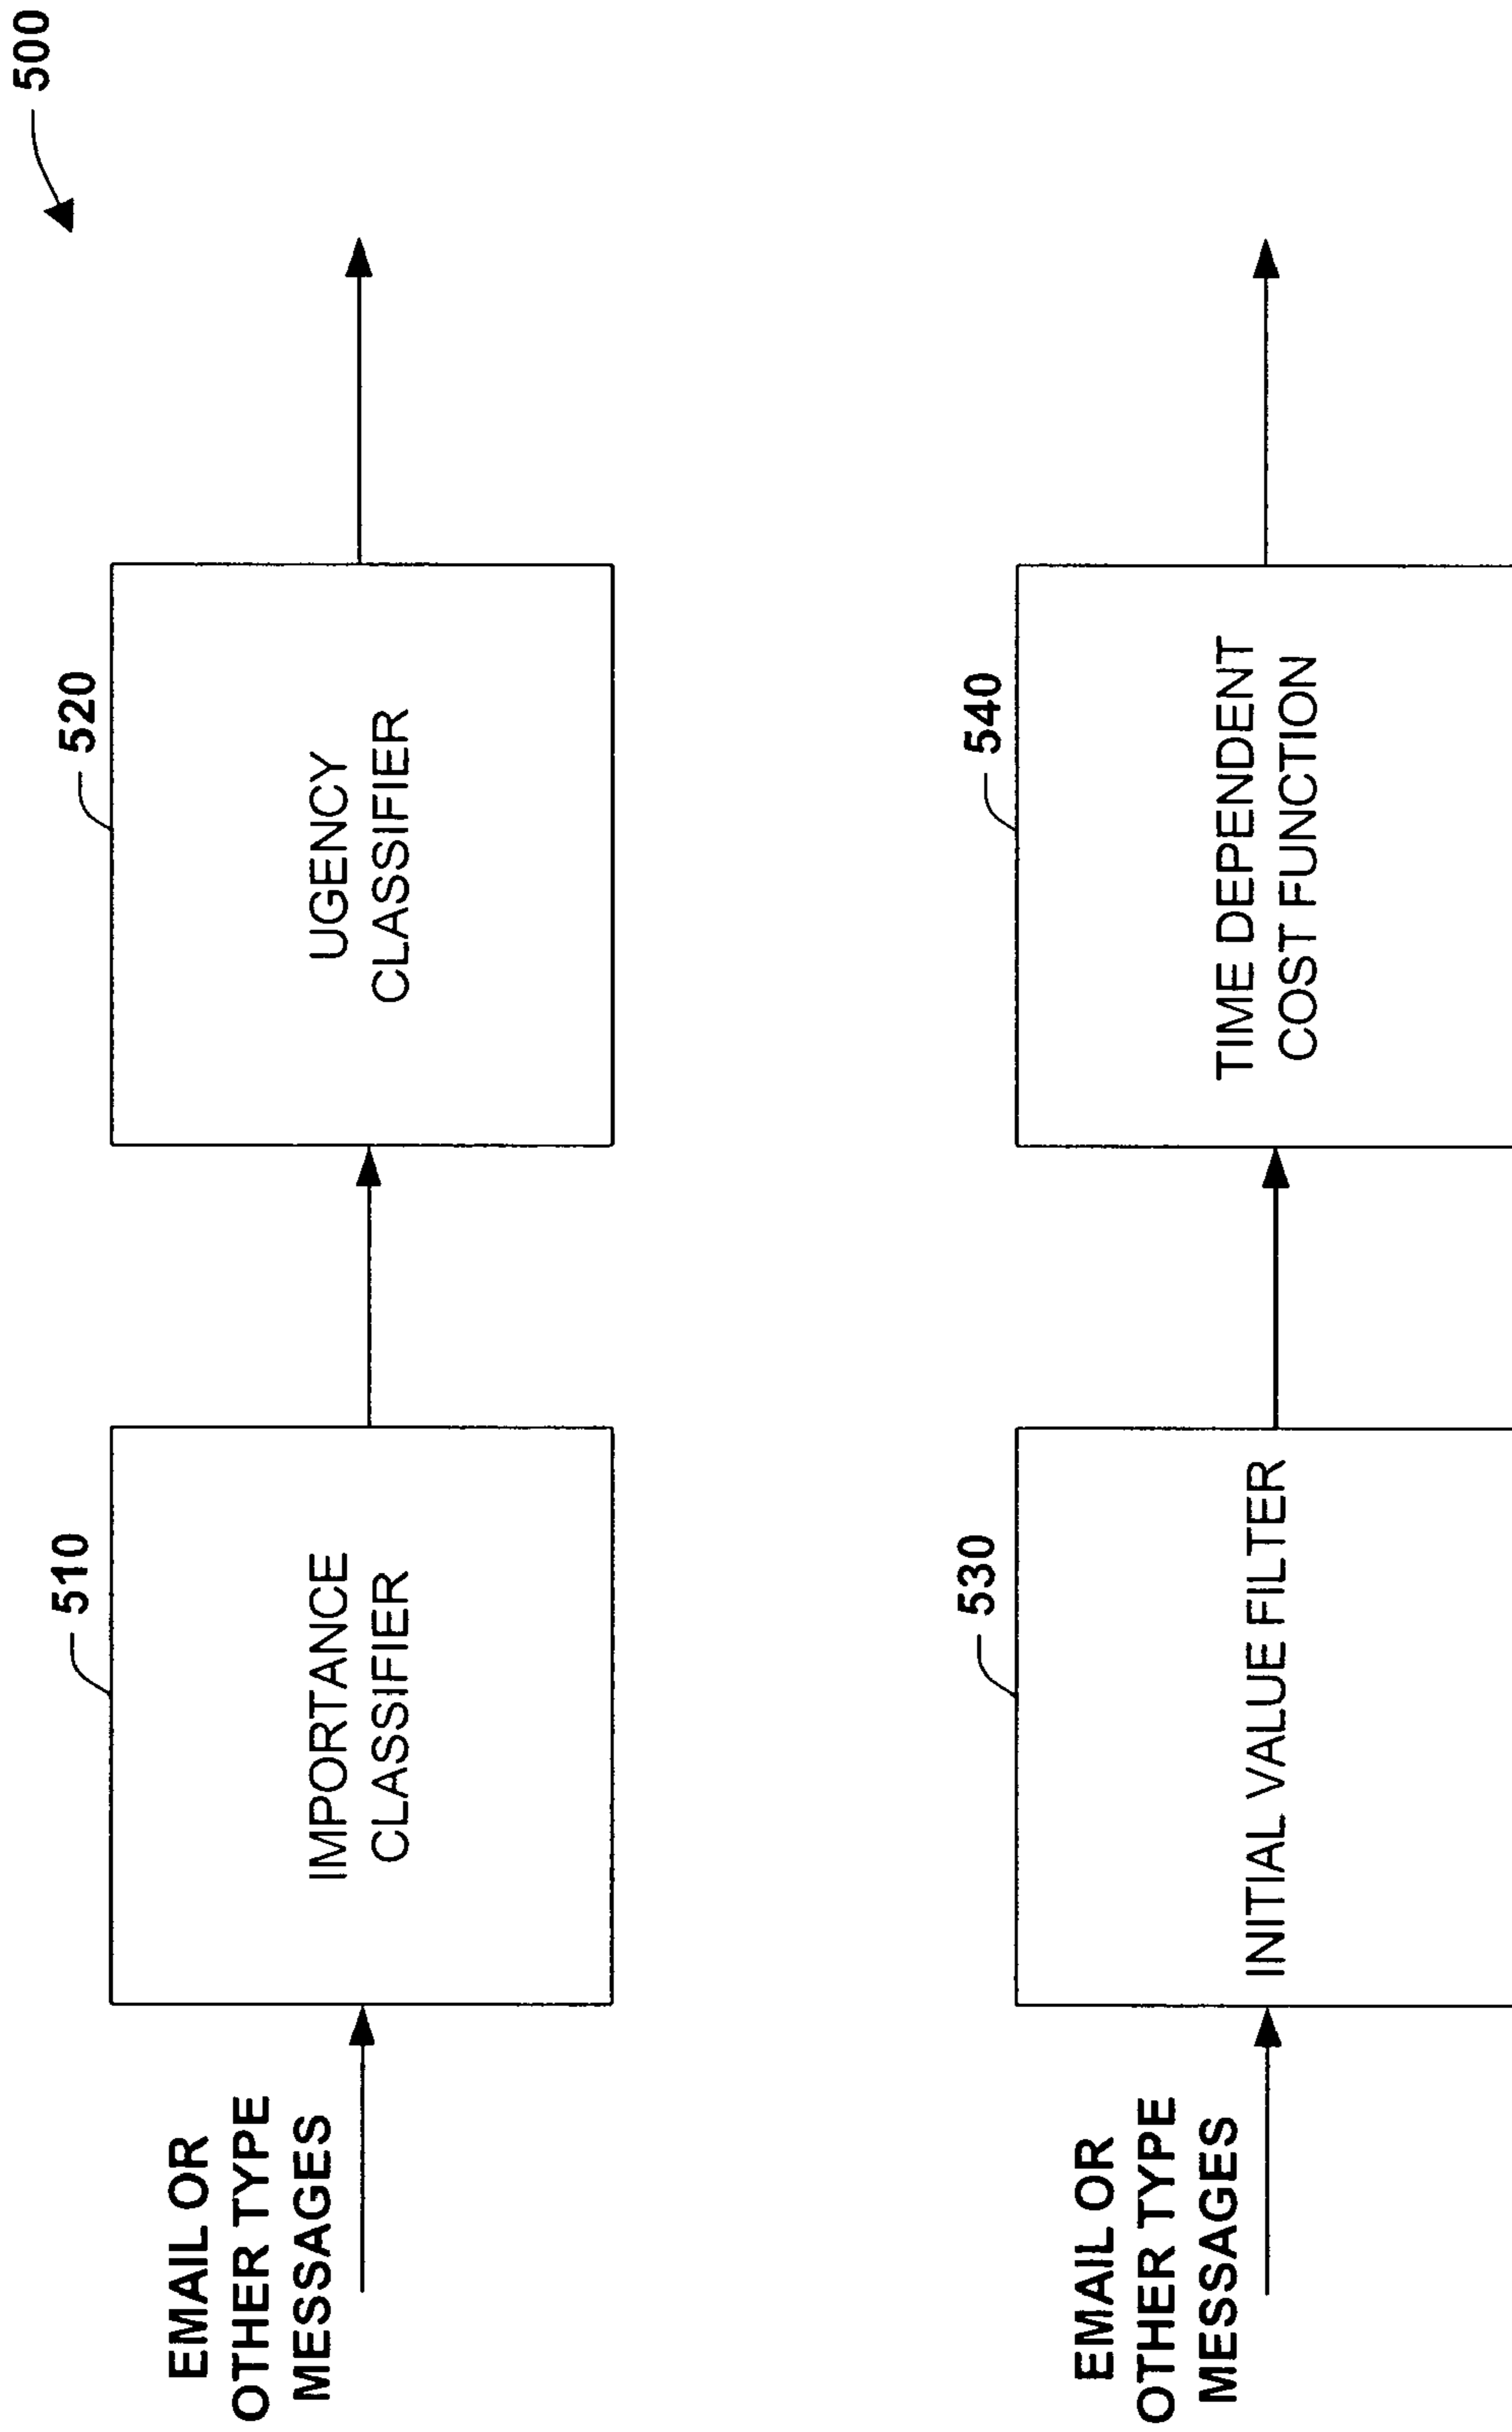 500
510
520
EMAIL OR
OTHER TYPE
MESSAGES
IMPORTANCE
CLASSIFIER
UGENCY
CLASSIFIER
530
540
EMAIL OR
OTHER TYPE
MESSAGES
INITIAL VALUE FILTER
TIME DEPENDENT
COST FUNCTION